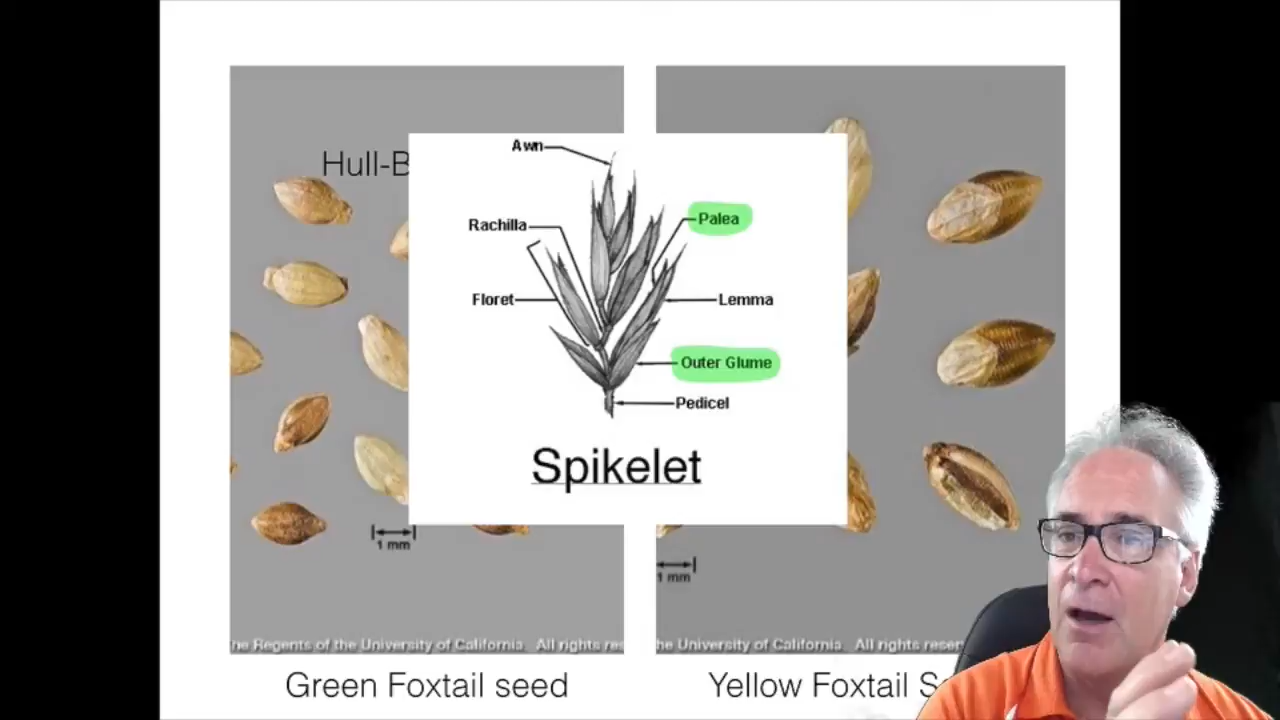 Hull-B
Awn
Rachilla
Palea
Floret
Lemma
Outer Glume
Pedicel
Spikelet
1 mm
1 mm
he Regents of the University of California. All rights res
he University of California. All rights reser
Green Foxtail seed
Yellow Foxtail S